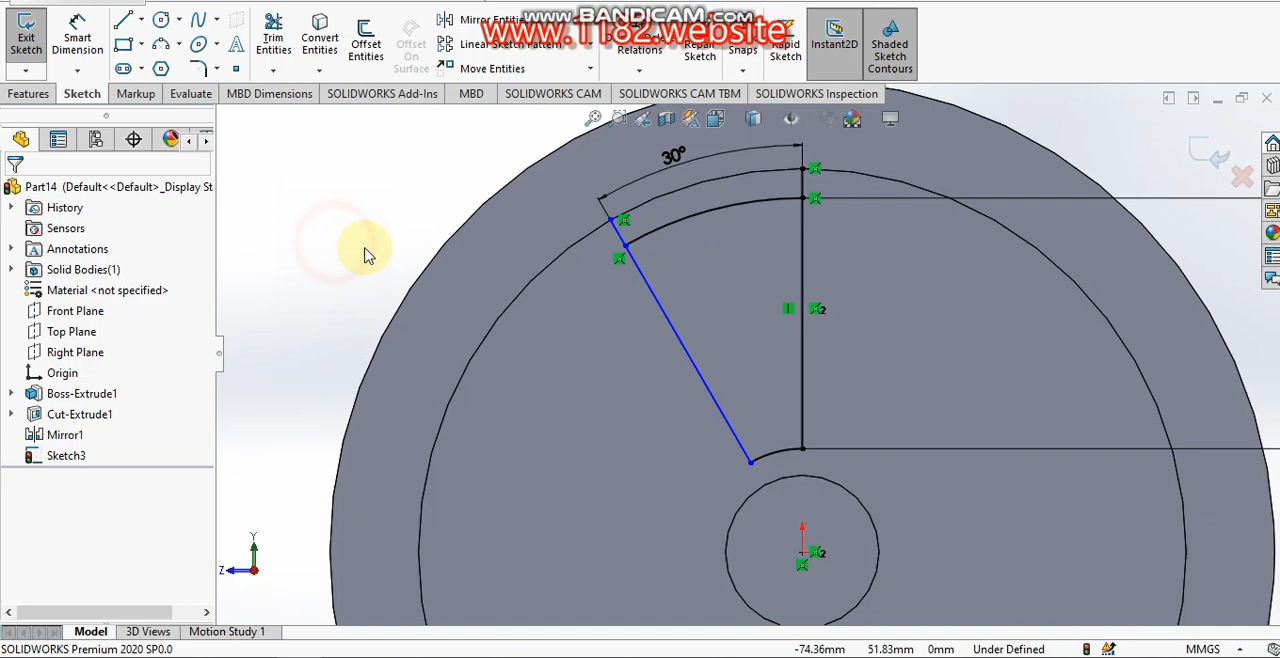 www.BANDICAM.com
www.1182.website
Exit Sketch
Smart Dimension
Trim Entities
Convert Entities
Offset Entities
Offset On Surface
Mirror Entities
Linear Sketch Pattern
Move Entities
Relations
Repair Sketch
Snaps
Rapid Sketch
Instant2D
Shaded Sketch Contours
Features
Sketch
Markup
Evaluate
MBD Dimensions
SOLIDWORKS Add-Ins
MBD
SOLIDWORKS CAM
SOLIDWORKS CAM TBM
SOLIDWORKS Inspection
Part14 (Default<<Default>_Display St
History
Sensors
Annotations
Solid Bodies(1)
Material <not specified>
Front Plane
Top Plane
Right Plane
Origin
Boss-Extrude1
Cut-Extrude1
Mirror1
Sketch3
30°
2
2
Y
Z
Model
3D Views
Motion Study 1
SOLIDWORKS Premium 2020 SP0.0
-74.36mm
51.83mm
0mm
Under Defined
MMGS